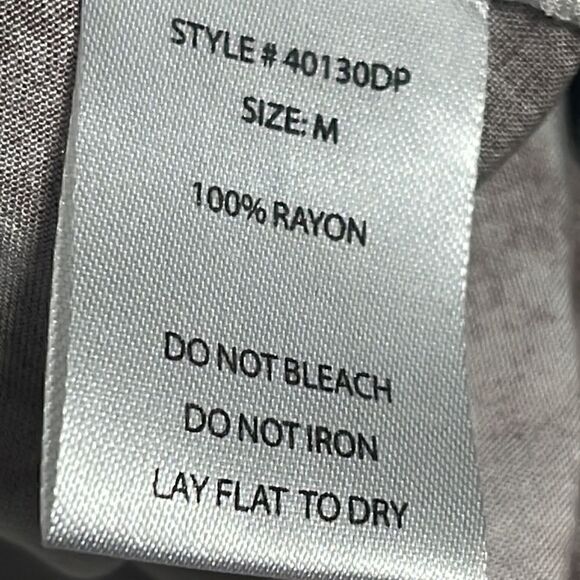 STYLE # 40130DP
SIZE: M
100% RAYON
DO NOT BLEACH
DO NOT IRON
LAY FLAT TO DRY